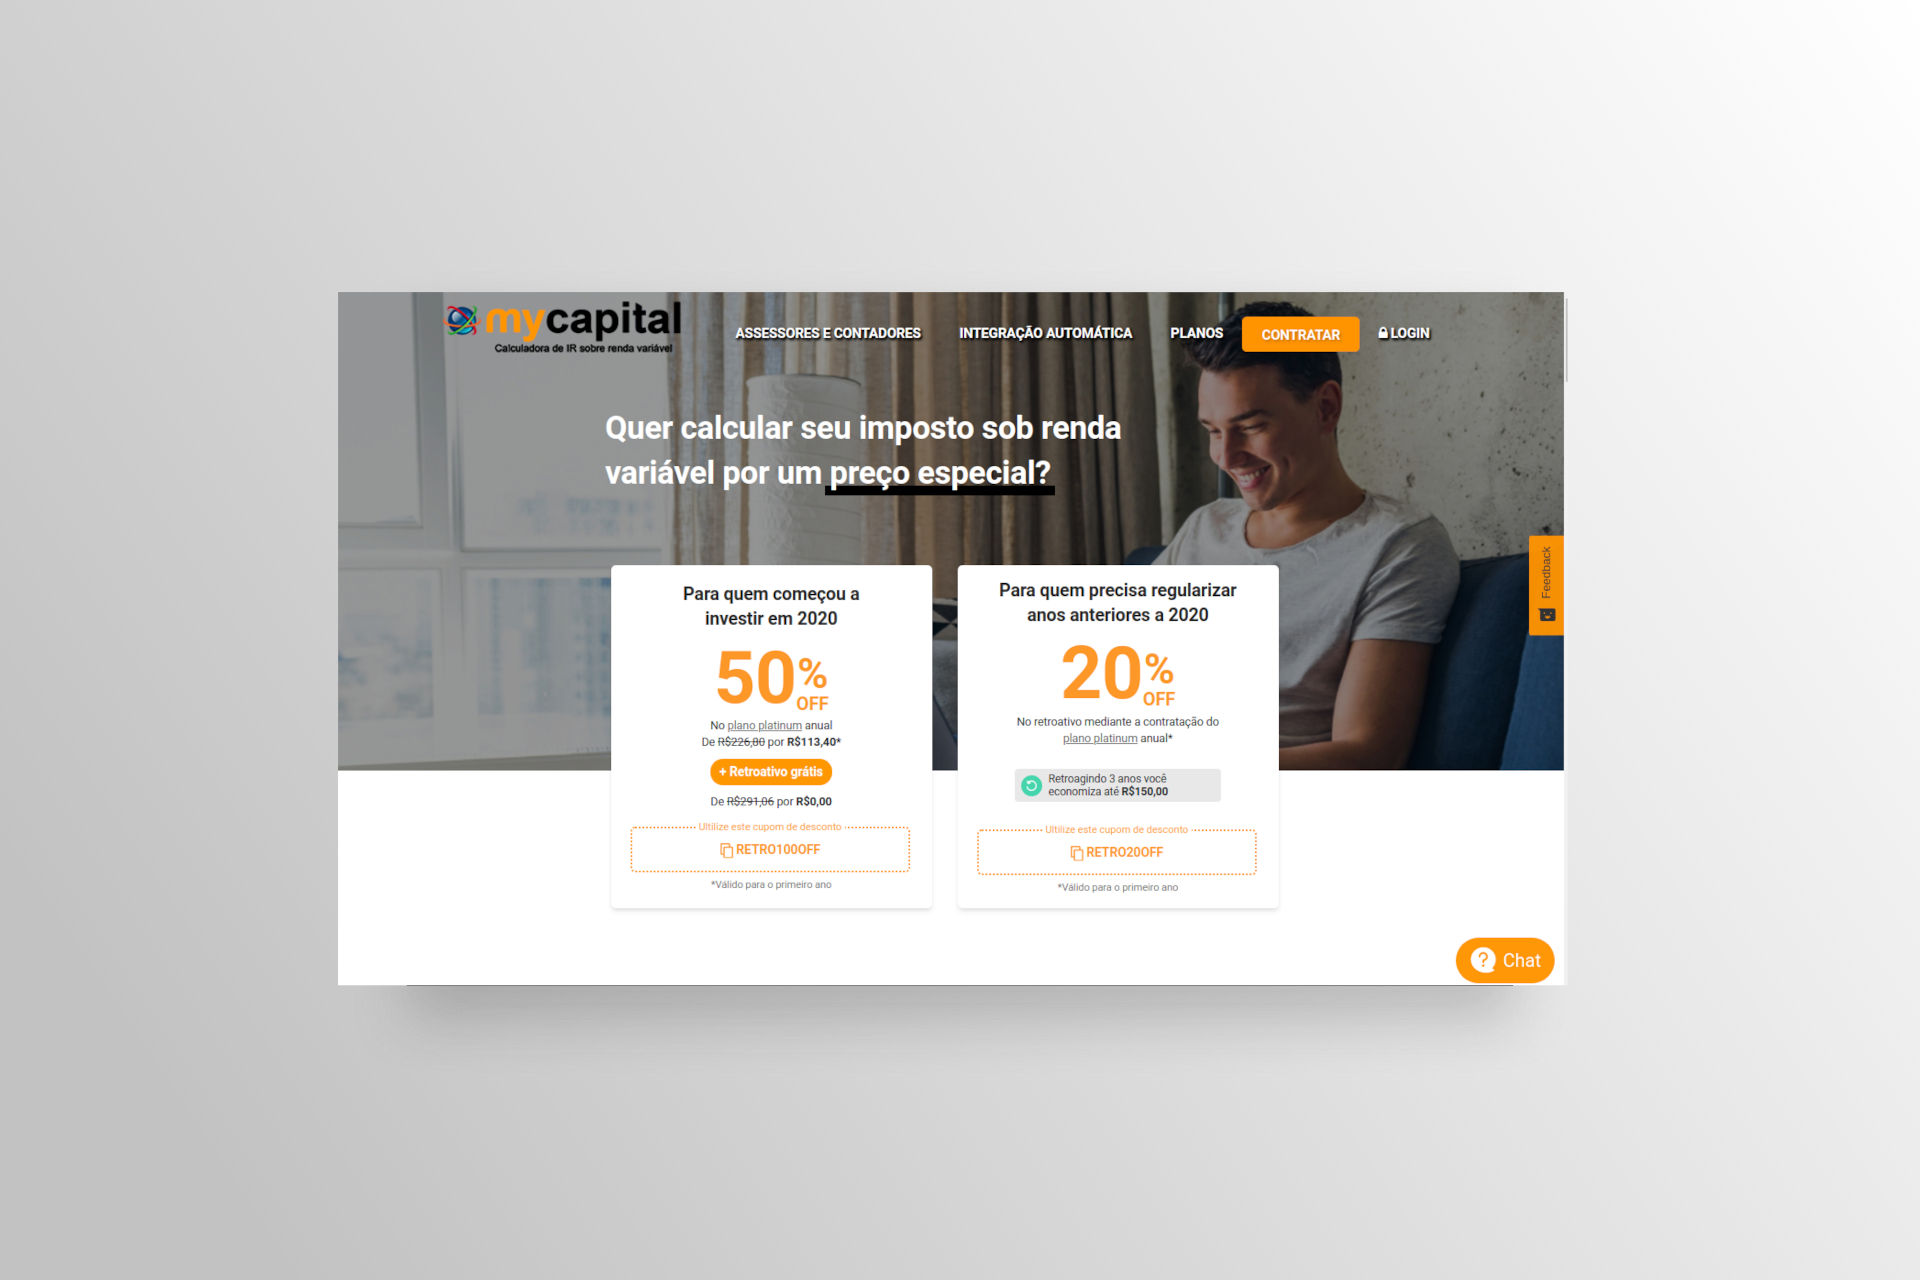 mycapital
Calculadora de IR sobre renda variável
ASSESSORES E CONTADORES
INTEGRAÇÃO AUTOMÁTICA
PLANOS
CONTRATAR
LOGIN
Quer calcular seu imposto sob renda
variável por um preço especial?
Feedback
Para quem começou a
investir em 2020
50%
OFF
No plano platinum anual
De R$226,80 por R$113,40*
+ Retroativo grátis
De R$291,06 por R$0,00
Ultilize este cupom de desconto
RETRO100OFF
*Válido para o primeiro ano
Para quem precisa regularizar
anos anteriores a 2020
20%
OFF
No retroativo mediante a contratação do
plano platinum anual*
Retroagindo 3 anos você
economiza até R$150,00
Ultilize este cupom de desconto
RETRO20OFF
*Válido para o primeiro ano
? Chat